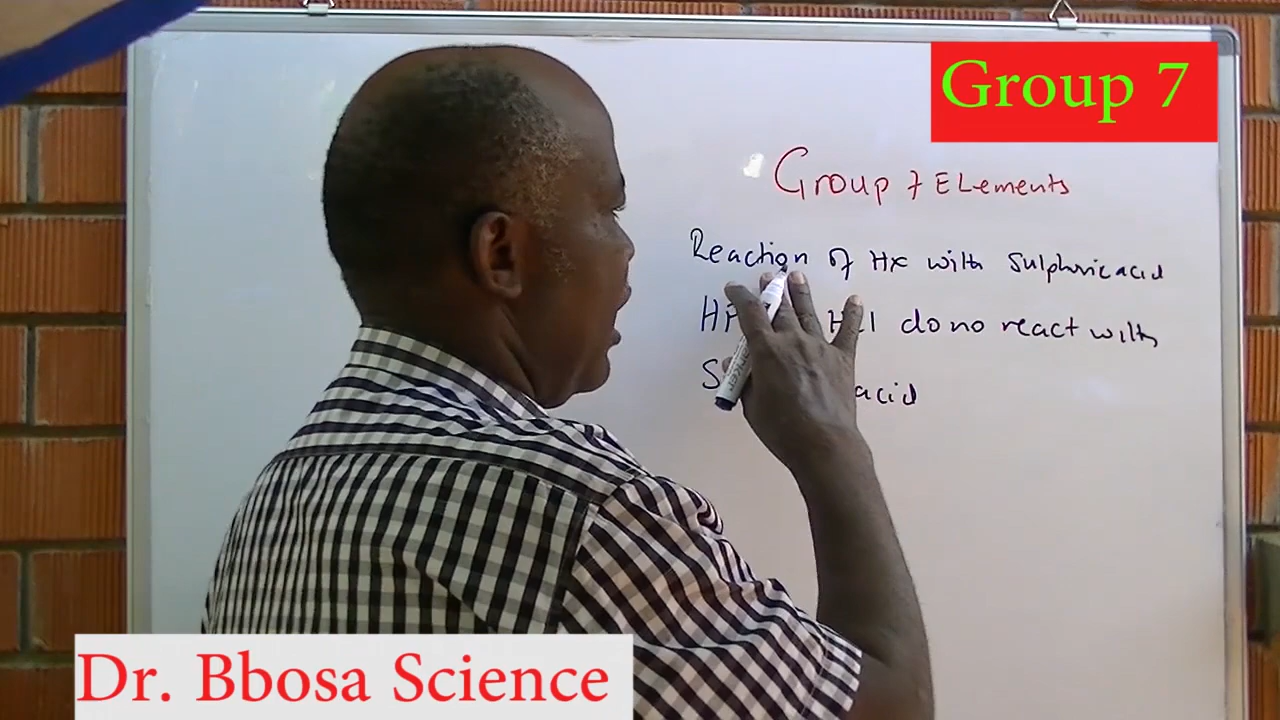 Group 7
Group 7 ELements
Reaction of HX with Sulphuric acid
HCl do no react with
acid
Dr. Bbosa Science